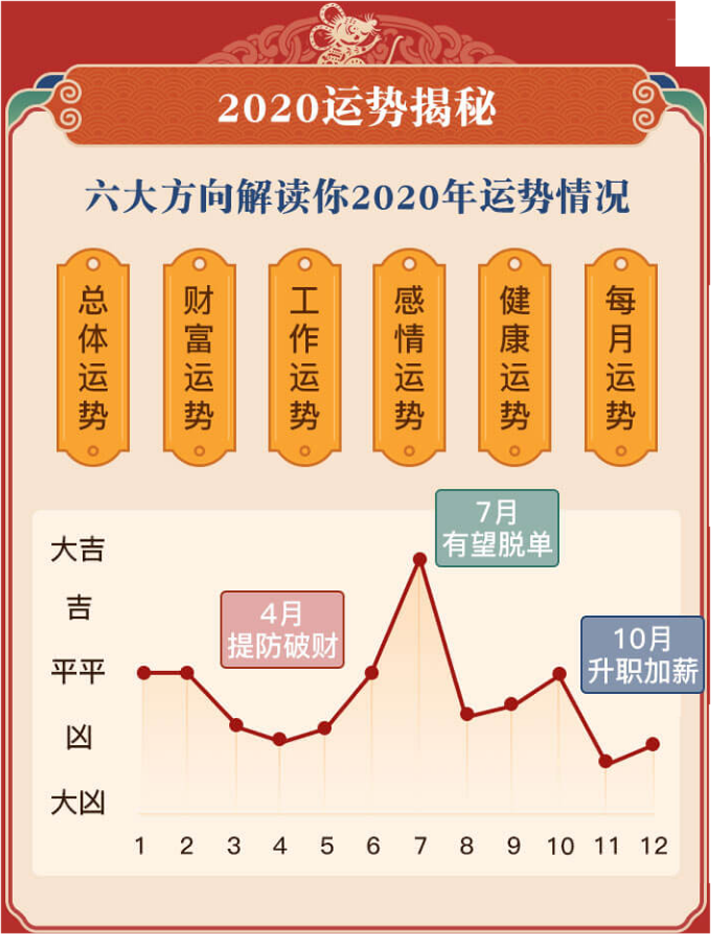 2020运势揭秘
六大方向解读你2020年运势情况
总体运势
财富运势
工作运势
感情运势
健康运势
每月运势
7月
有望脱单
大吉
吉
4月
提防破财
10月
升职加薪
平平
凶
大凶
1 2 3 4 5 6 7 8 9 10 11 12